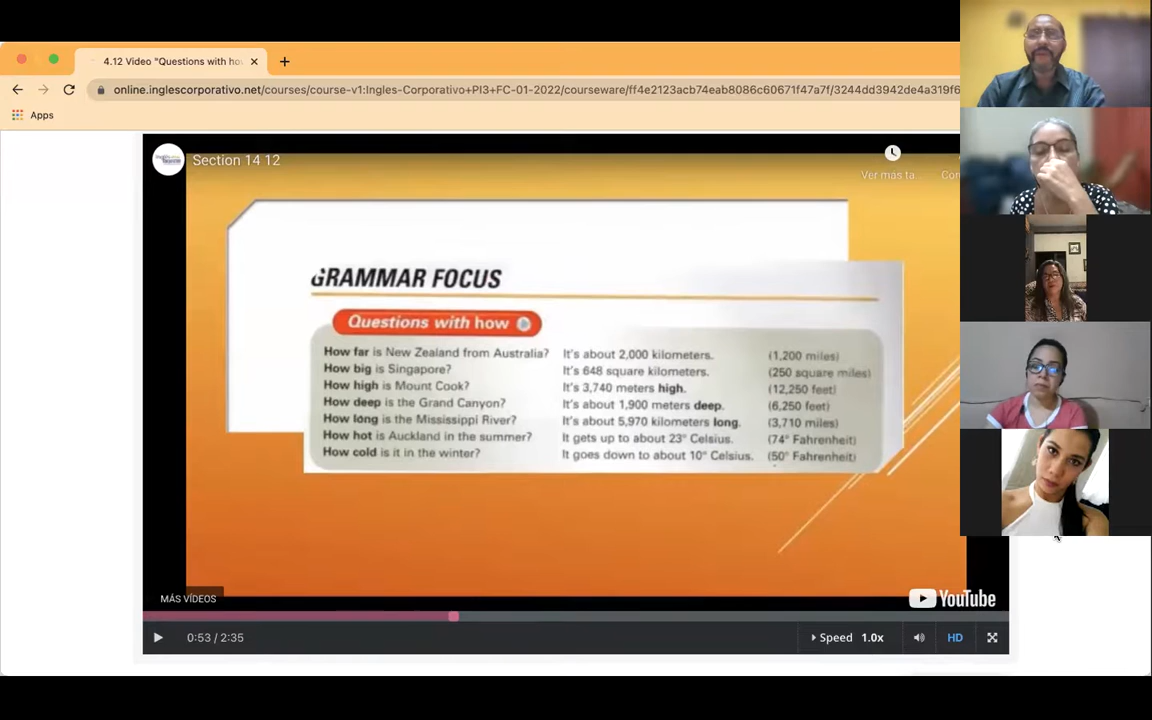 4.12 Video "Questions with ho
online.inglescorporativo.net/courses/course-v1:Ingles-Corporativo+PI3+FC-01-2022/courseware/ff4e2123acb74eab8086c60671f47a7f/3244dd3942de4a319f6
Apps
Section 14 12
Ver más ta...
GRAMMAR FOCUS
Questions with how
How far is New Zealand from Australia? It's about 2,000 kilometers. (1,200 miles)
How big is Singapore? It's 648 square kilometers. (250 square miles)
How high is Mount Cook? It's 3,740 meters high. (12,250 feet)
How deep is the Grand Canyon? It's about 1,900 meters deep. (6,250 feet)
How long is the Mississippi River? It's about 5,970 kilometers long. (3,710 miles)
How hot is Auckland in the summer? It gets up to about 23° Celsius. (74° Fahrenheit)
How cold is it in the winter? It goes down to about 10° Celsius. (50° Fahrenheit)
MÁS VÍDEOS
YouTube
0:53 / 2:35
Speed 1.0x
HD